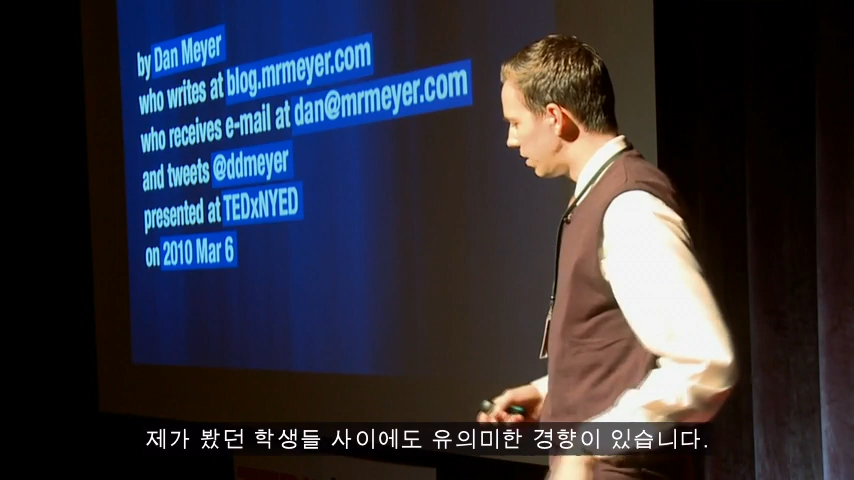 by Dan Meyer
who writes at blog.mrmeyer.com
who receives e-mail at dan@mrmeyer.com
and tweets @ddmeyer
presented at TEDxNYED
on 2010 Mar 6
제가 봤던 학생들 사이에도 유의미한 경향이 있습니다.